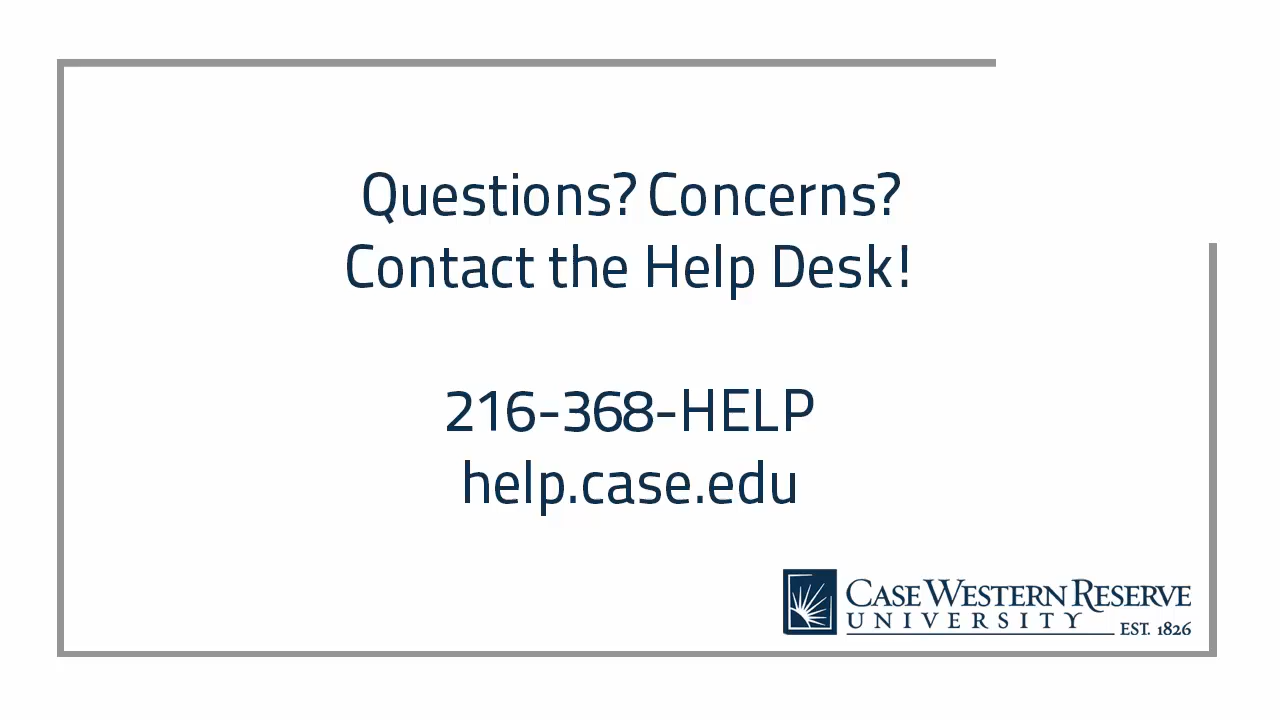 Questions? Concerns?
Contact the Help Desk!
216-368-HELP
help.case.edu
CASE WESTERN RESERVE
UNIVERSITY
EST. 1826